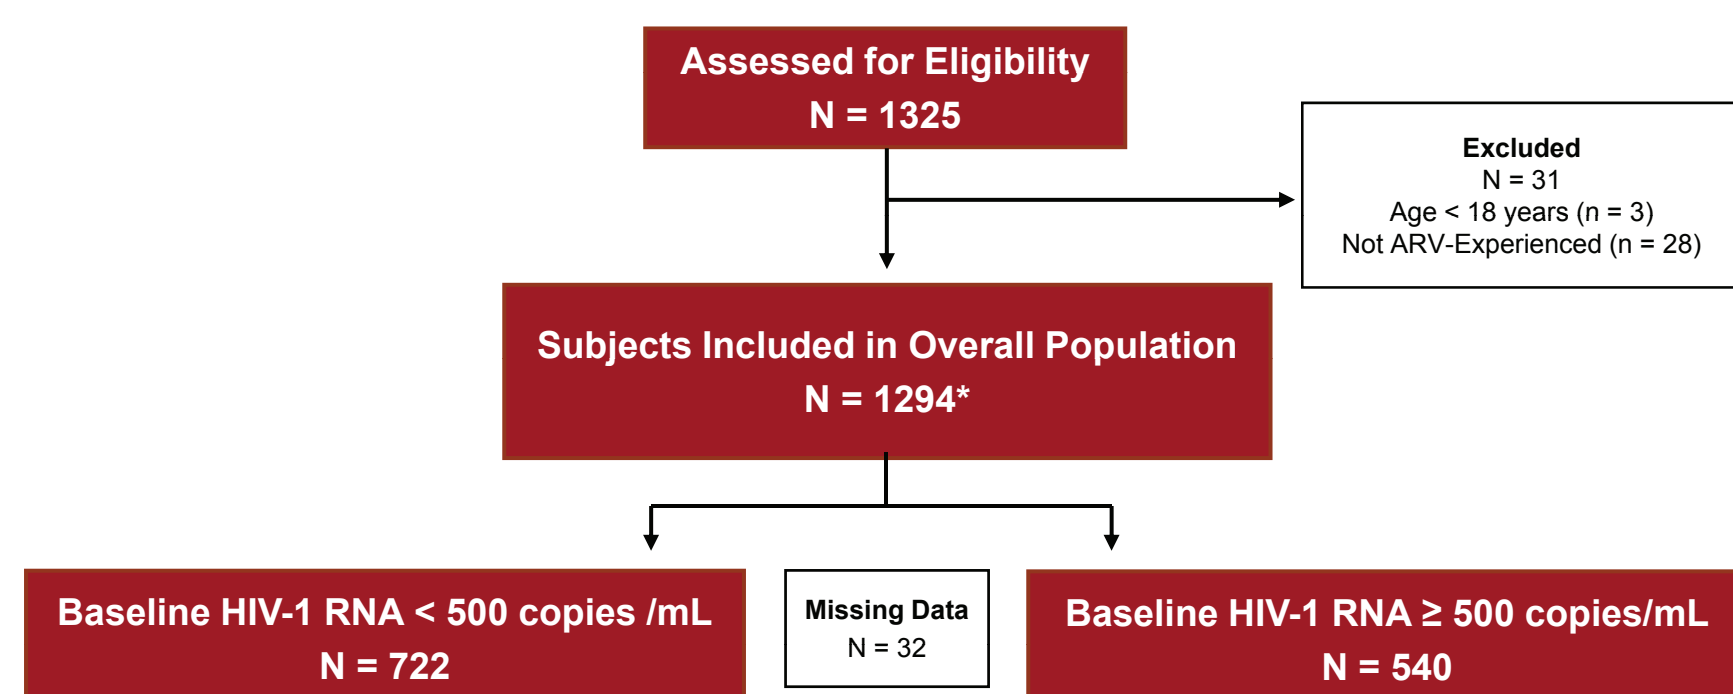 Assessed for Eligibility
N = 1325
Excluded
N = 31
Age < 18 years (n = 3)
Not ARV-Experienced (n = 28)
Subjects Included in Overall Population
N = 1294*
Baseline HIV-1 RNA < 500 copies /mL
N = 722
Missing Data
N = 32
Baseline HIV-1 RNA ≥ 500 copies/mL
N = 540